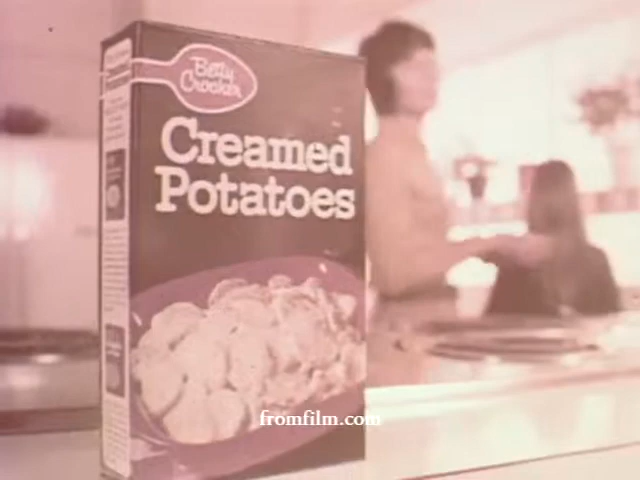 Betty
Crocker
Creamed
Potatoes
fromfilm.com